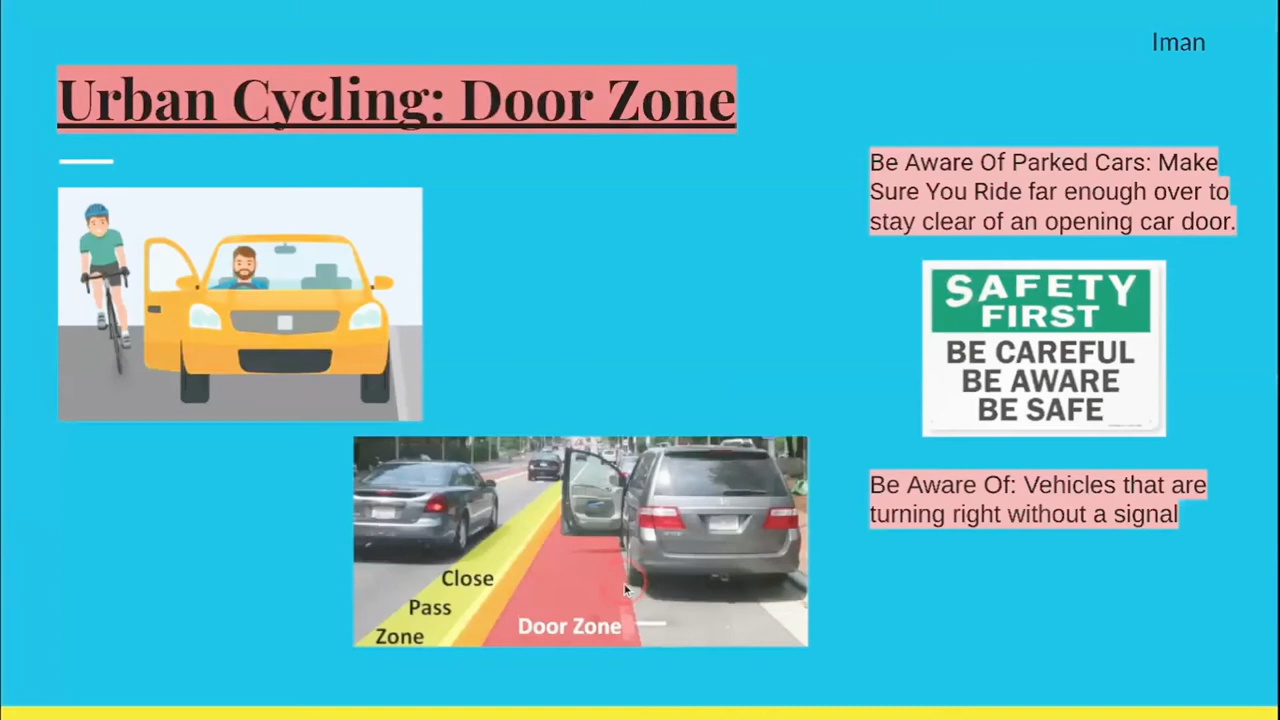 Iman
Urban Cycling: Door Zone
Be Aware Of Parked Cars: Make
Sure You Ride far enough over to
stay clear of an opening car door.
SAFETY
FIRST
BE CAREFUL
BE AWARE
BE SAFE
Be Aware Of: Vehicles that are
turning right without a signal
Close
Pass
Zone
Door Zone